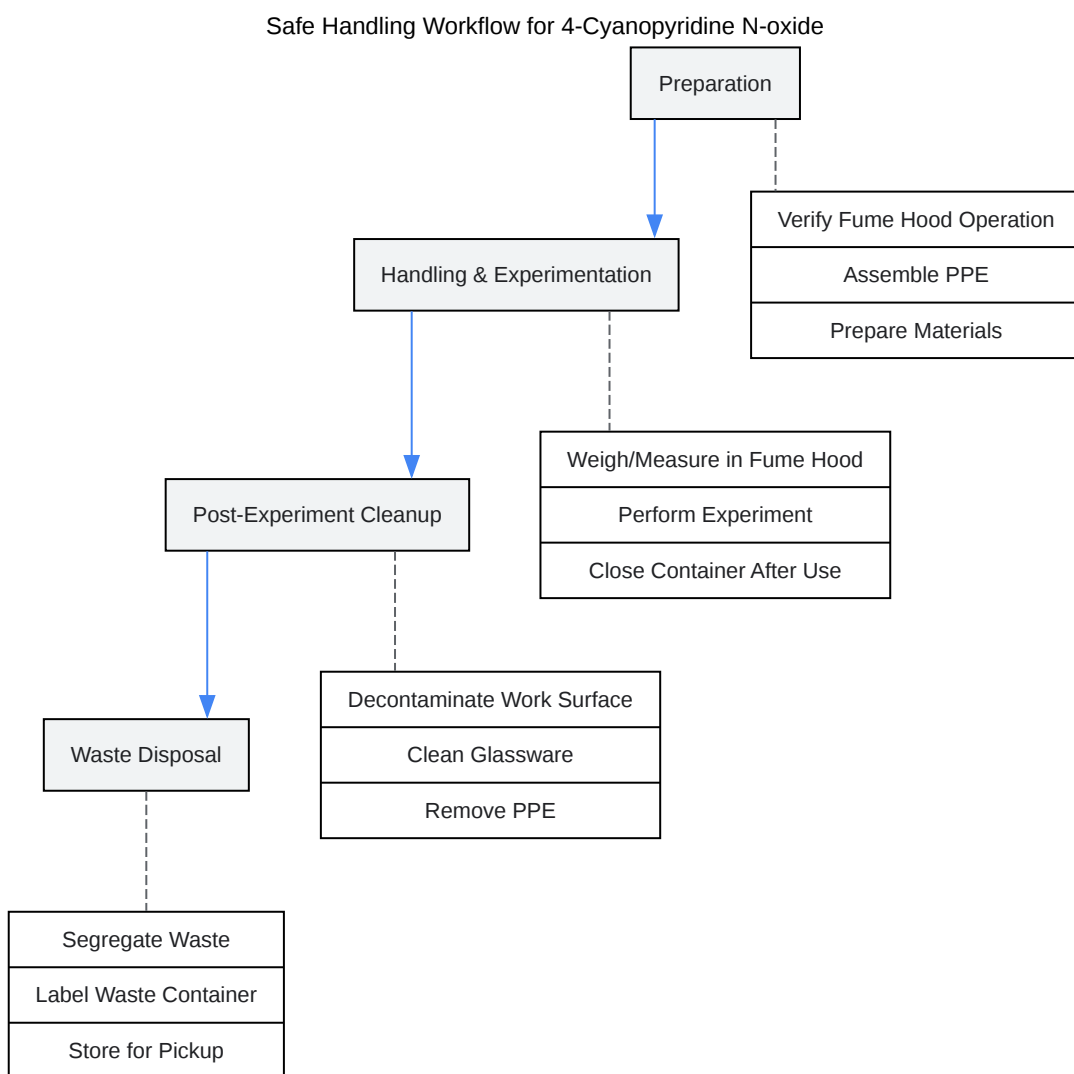 Safe Handling Workflow for 4-Cyanopyridine N-oxide
Preparation
Verify Fume Hood Operation
Assemble PPE
Prepare Materials
Handling & Experimentation
Weigh/Measure in Fume Hood
Perform Experiment
Close Container After Use
Post-Experiment Cleanup
Decontaminate Work Surface
Clean Glassware
Remove PPE
Waste Disposal
Segregate Waste
Label Waste Container
Store for Pickup